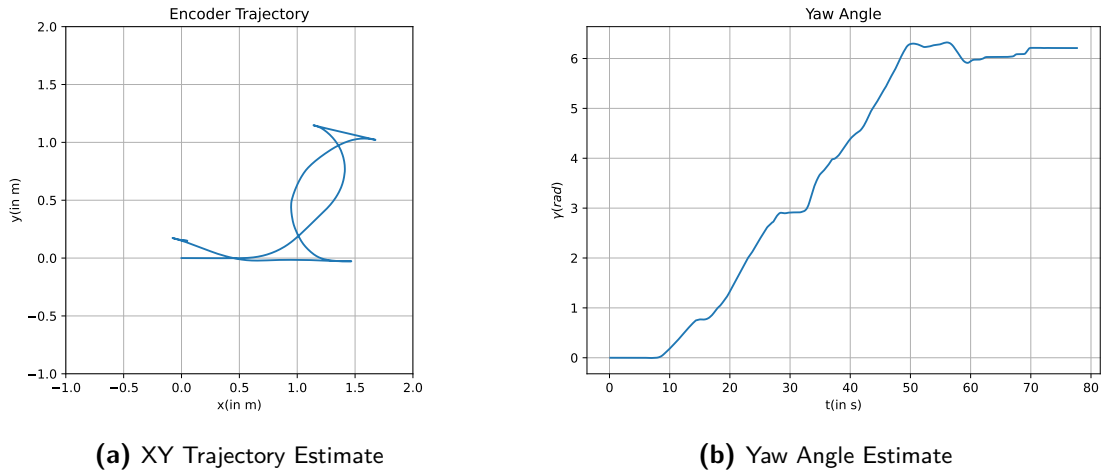 Encoder Trajectory
2.0
1.5
1.0
0.5
0.0
−0.5
−1.0
y(in m)
−1.0 −0.5 0.0 0.5 1.0 1.5 2.0
x(in m)
(a) XY Trajectory Estimate
Yaw Angle
6
5
4
3
2
1
0
γ(rad)
0 10 20 30 40 50 60 70 80
t(in s)
(b) Yaw Angle Estimate